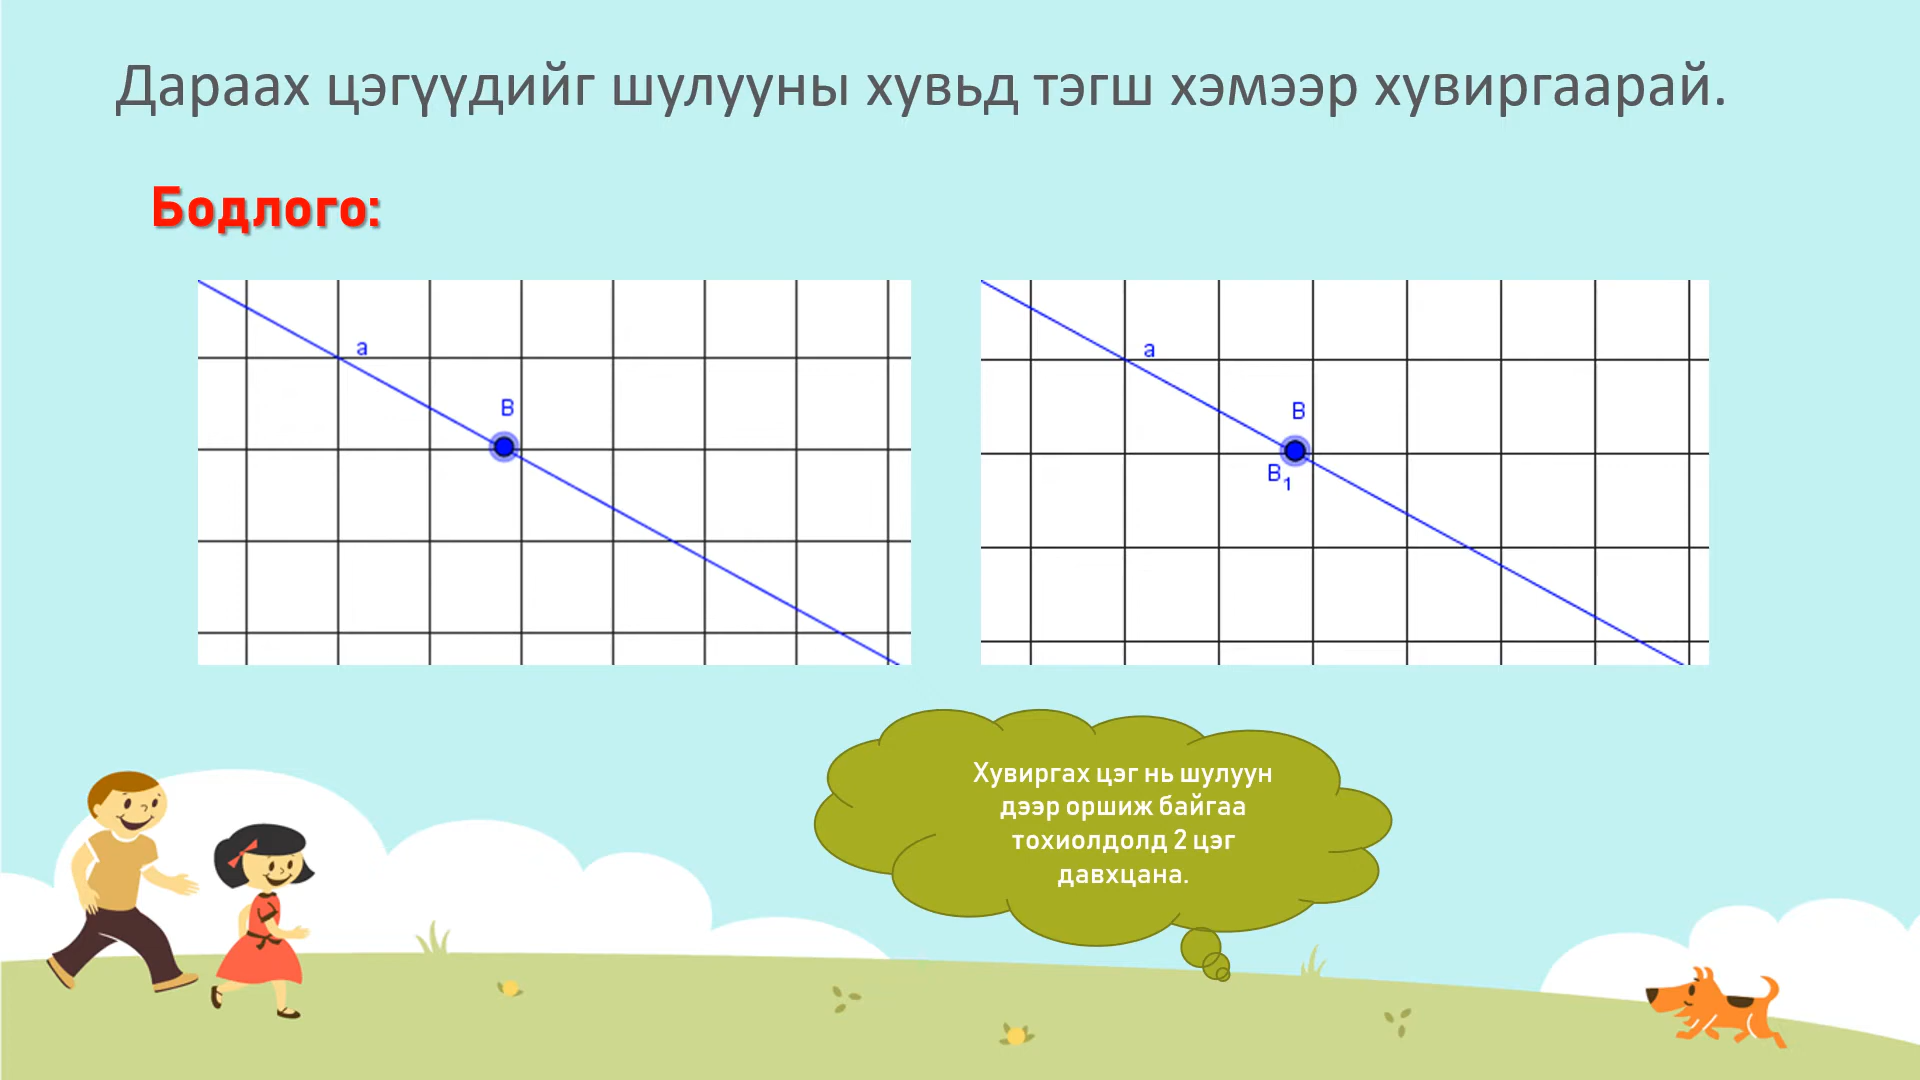 Дараах цэгүүдийг шулууны хувьд тэгш хэмээр хувиргаарай.
Бодлого:
a
B
a
B
B₁
Хувиргах цэг нь шулуун
дээр оршиж байгаа
тохиолдолд 2 цэг
давхцана.